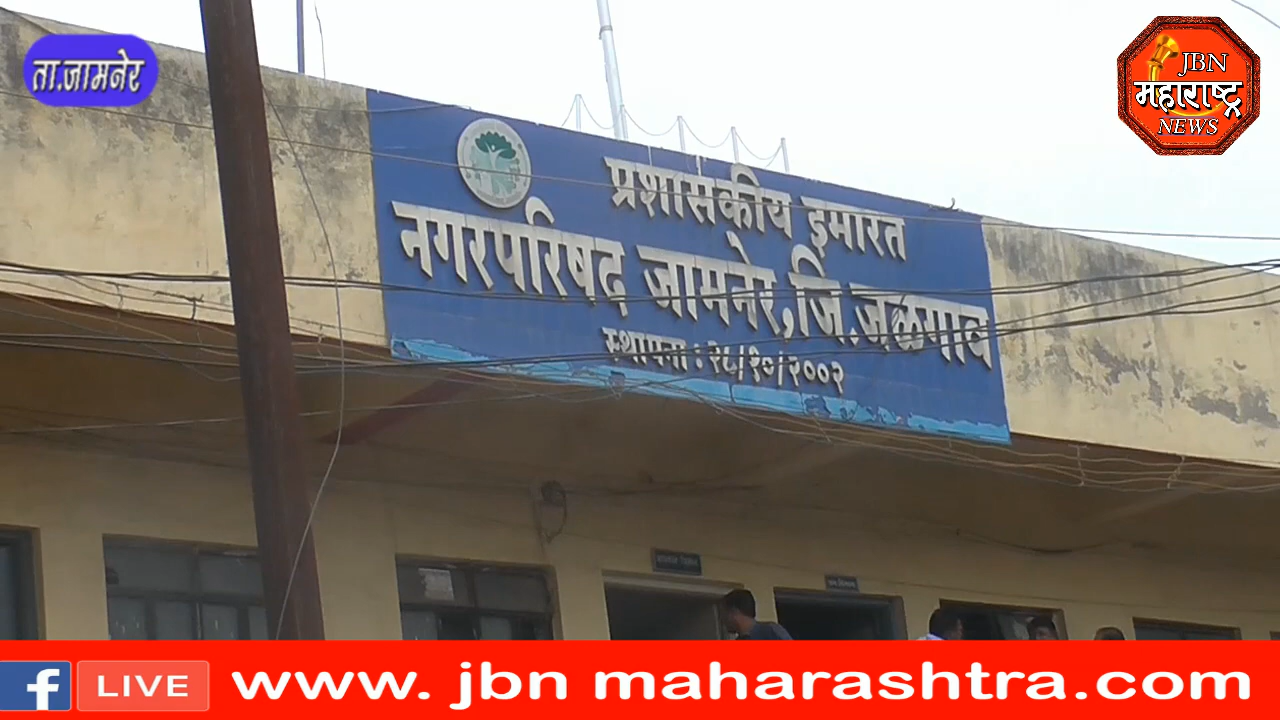 ता.जामनेर
JBN
महाराष्ट्र
NEWS
प्रशासकीय इमारत
नगरपरिषद जामनेर,जि.जळगाव
स्थापना : २८/१०/२००२
f LIVE www. jbn maharashtra.com